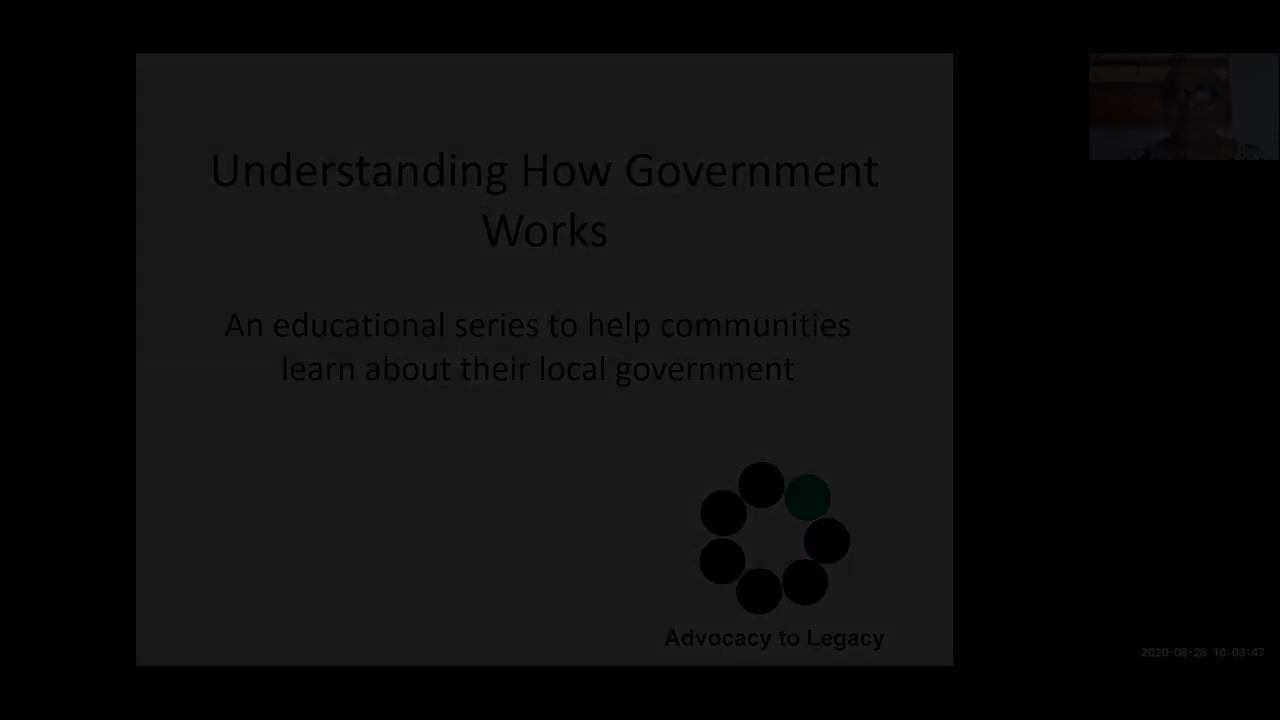 Understanding How Government
Works
An educational series to help communities
learn about their local government
Advocacy to Legacy
2020-08-28 10:03:47